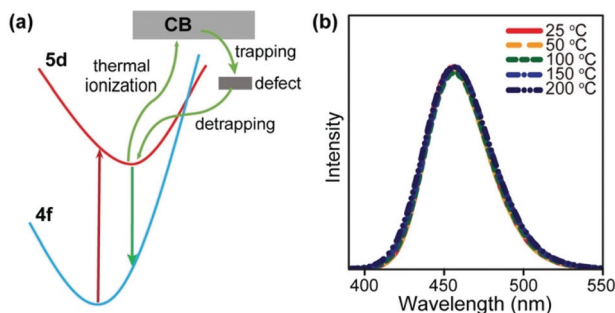 (a)
CB
trapping
5d
thermal
ionization
defect
detrapping
4f
(b)
25 °C
50 °C
100 °C
150 °C
200 °C
Intensity
400 450 500 550
Wavelength (nm)